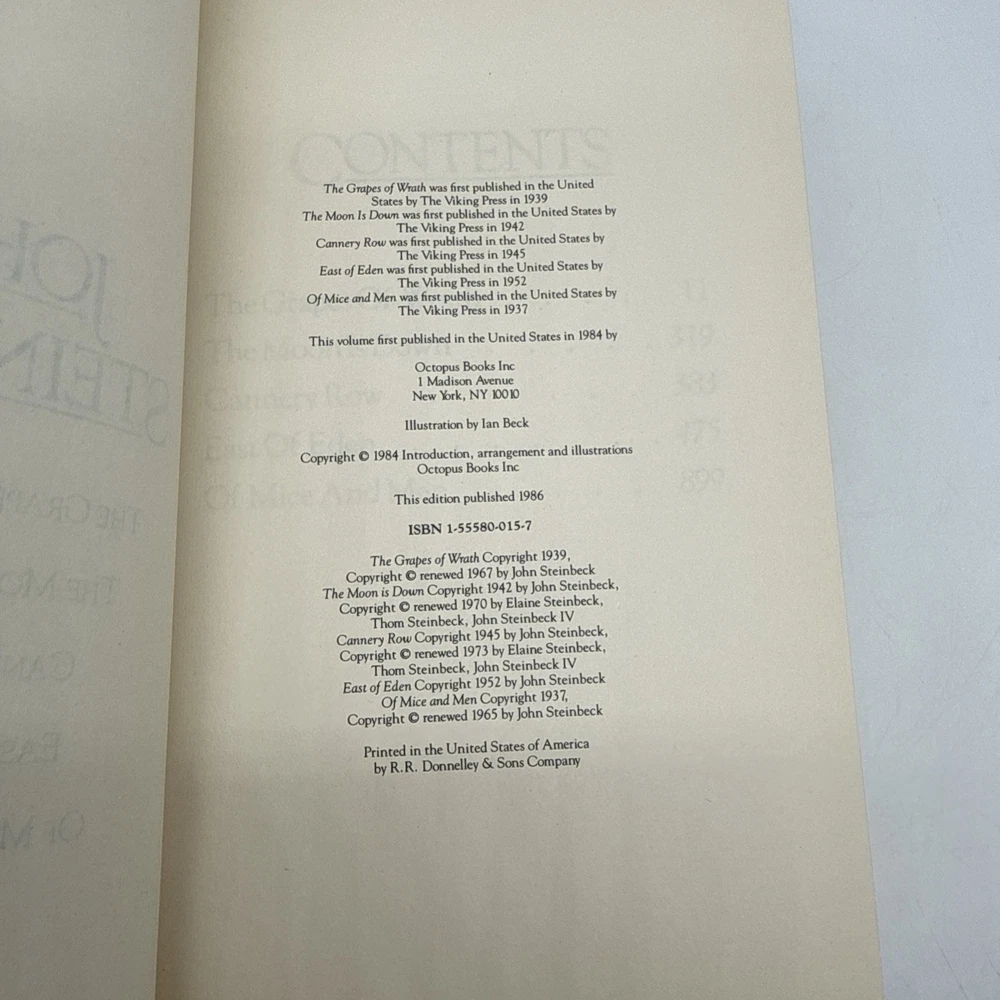 CONTENTS
The Grapes of Wrath was first published in the United
States by The Viking Press in 1939
The Moon Is Down was first published in the United States by
The Viking Press in 1942
Cannery Row was first published in the United States by
The Viking Press in 1945
East of Eden was first published in the United States by
The Viking Press in 1952
Of Mice and Men was first published in the United States by
The Viking Press in 1937
This volume first published in the United States in 1984 by
Octopus Books Inc
1 Madison Avenue
New York, NY 10010
Illustration by Ian Beck
Copyright © 1984 Introduction, arrangement and illustrations
Octopus Books Inc
This edition published 1986
ISBN 1-55580-015-7
The Grapes of Wrath Copyright 1939,
Copyright © renewed 1967 by John Steinbeck
The Moon is Down Copyright 1942 by John Steinbeck,
Copyright © renewed 1970 by Elaine Steinbeck,
Thom Steinbeck, John Steinbeck IV
Cannery Row Copyright 1945 by John Steinbeck,
Copyright © renewed 1973 by Elaine Steinbeck,
Thom Steinbeck, John Steinbeck IV
East of Eden Copyright 1952 by John Steinbeck
Of Mice and Men Copyright 1937,
Copyright © renewed 1965 by John Steinbeck
Printed in the United States of America
by R.R. Donnelley & Sons Company